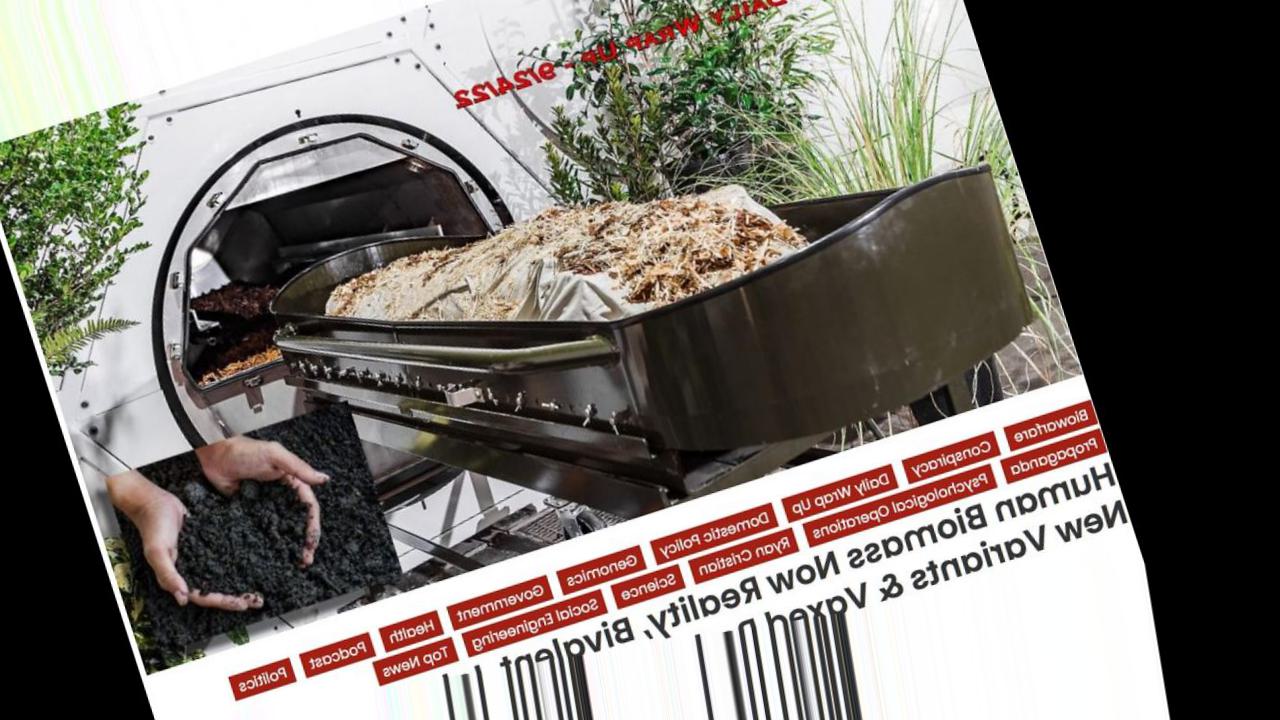 DAILY WRAP UP - 9/24/22
Biowarfare Conspiracy Daily Wrap Up Domestic Policy Genomics Government Health Podcast Politics
Propaganda Psychological Operations Ryan Cristian Science Social Engineering Top News
Human Biomass Now Reality, Bivalent
New Variants & Vaxed